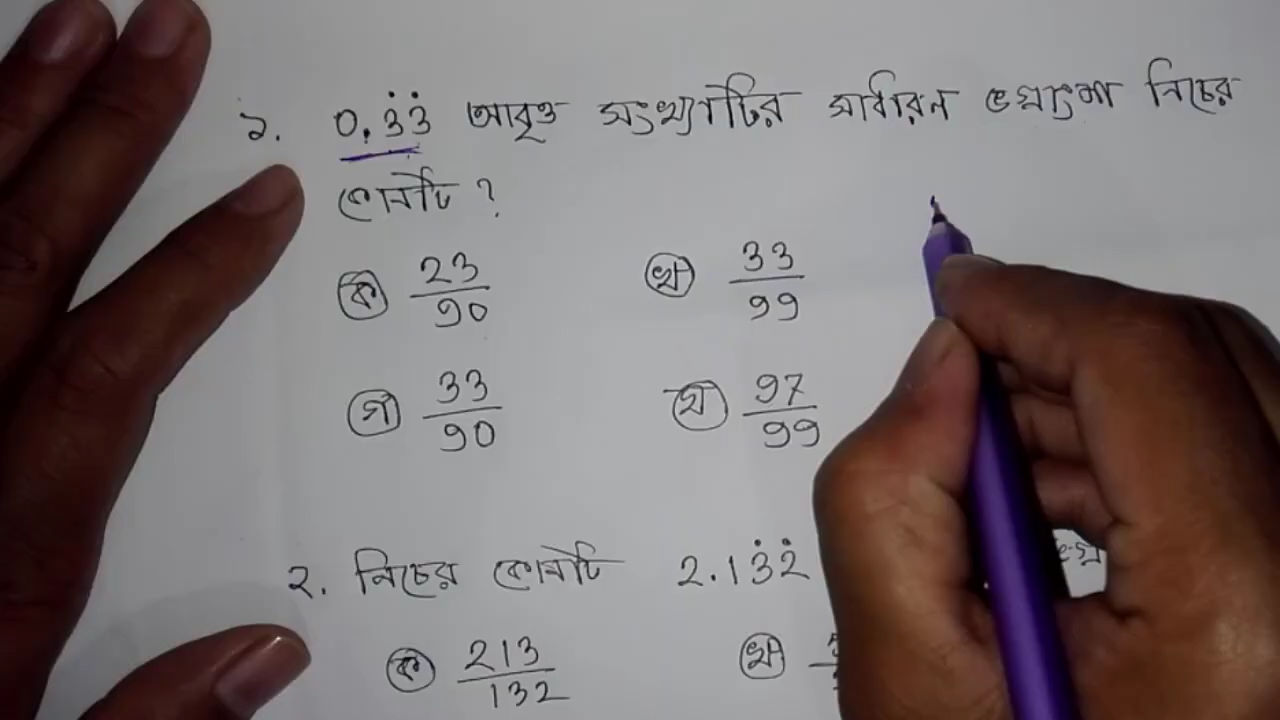 ১. 0.3̇3̇ আবৃত্ত সংখ্যাটির সাধারন ভগ্নাংশ নিচের
কোনটি ?
ক 23/90 খ 33/99
গ 33/90 ঘ 97/99
২. নিচের কোনটি 2.13̇2̇
ক 213/132 খ